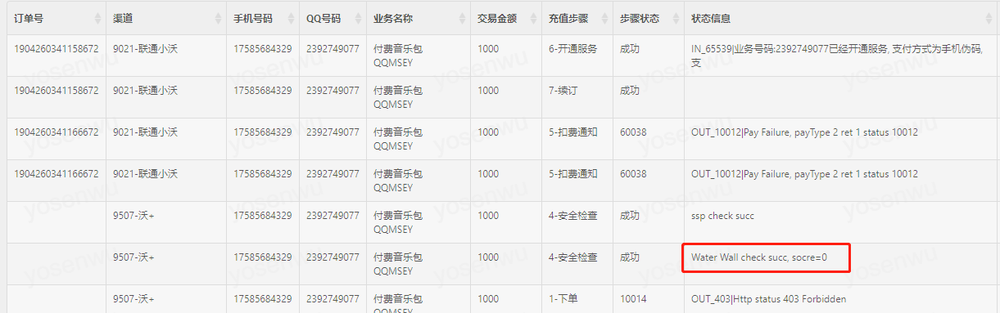 订单号 渠道 手机号码 QQ号码 业务名称 交易金额 充值步骤 步骤状态 状态信息
1904260341158672 9021-联通小沃 17585684329 2392749077 付费音乐包 1000 6-开通服务 成功 IN_65539|业务号码:2392749077已经开通服务, 支付方式为手机伪码,
QQMSEY 支
1904260341158672 9021-联通小沃 17585684329 2392749077 付费音乐包 1000 7-续订 成功
QQMSEY
1904260341166672 9021-联通小沃 17585684329 2392749077 付费音乐包 1000 5-扣费通知 60038 OUT_10012|Pay Failure, payType 2 ret 1 status 10012
QQMSEY
1904260341166672 9021-联通小沃 17585684329 2392749077 付费音乐包 1000 5-扣费通知 60038 OUT_10012|Pay Failure, payType 2 ret 1 status 10012
QQMSEY
9507-沃+ 17585684329 2392749077 付费音乐包 1000 4-安全检查 成功 ssp check succ
QQMSEY
9507-沃+ 17585684329 2392749077 付费音乐包 1000 4-安全检查 成功 Water Wall check succ, socre=0
QQMSEY
9507-沃+ 17585684329 2392749077 付费音乐包 1000 1-下单 10014 OUT_403|Http status 403 Forbidden
QQMSEY
yosenwu